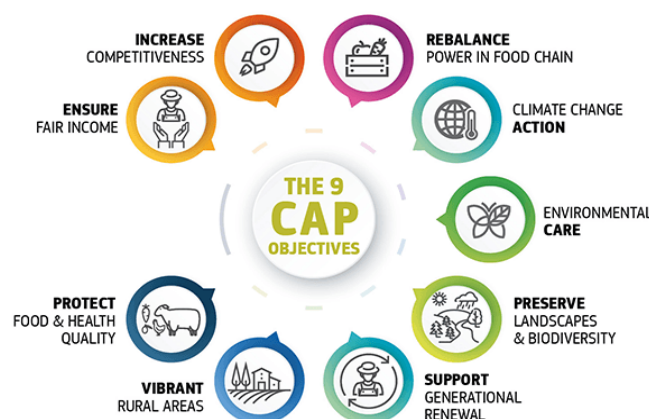 THE 9
CAP
OBJECTIVES
INCREASE
COMPETITIVENESS
ENSURE
FAIR INCOME
REBALANCE
POWER IN FOOD CHAIN
CLIMATE CHANGE
ACTION
ENVIRONMENTAL
CARE
PRESERVE
LANDSCAPES
& BIODIVERSITY
SUPPORT
GENERATIONAL
RENEWAL
VIBRANT
RURAL AREAS
PROTECT
FOOD & HEALTH
QUALITY